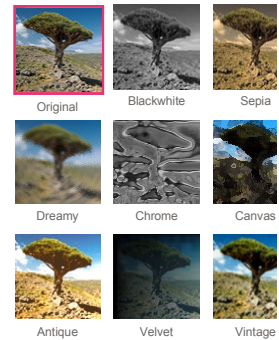 Original
Blackwhite
Sepia
Dreamy
Chrome
Canvas
Antique
Velvet
Vintage